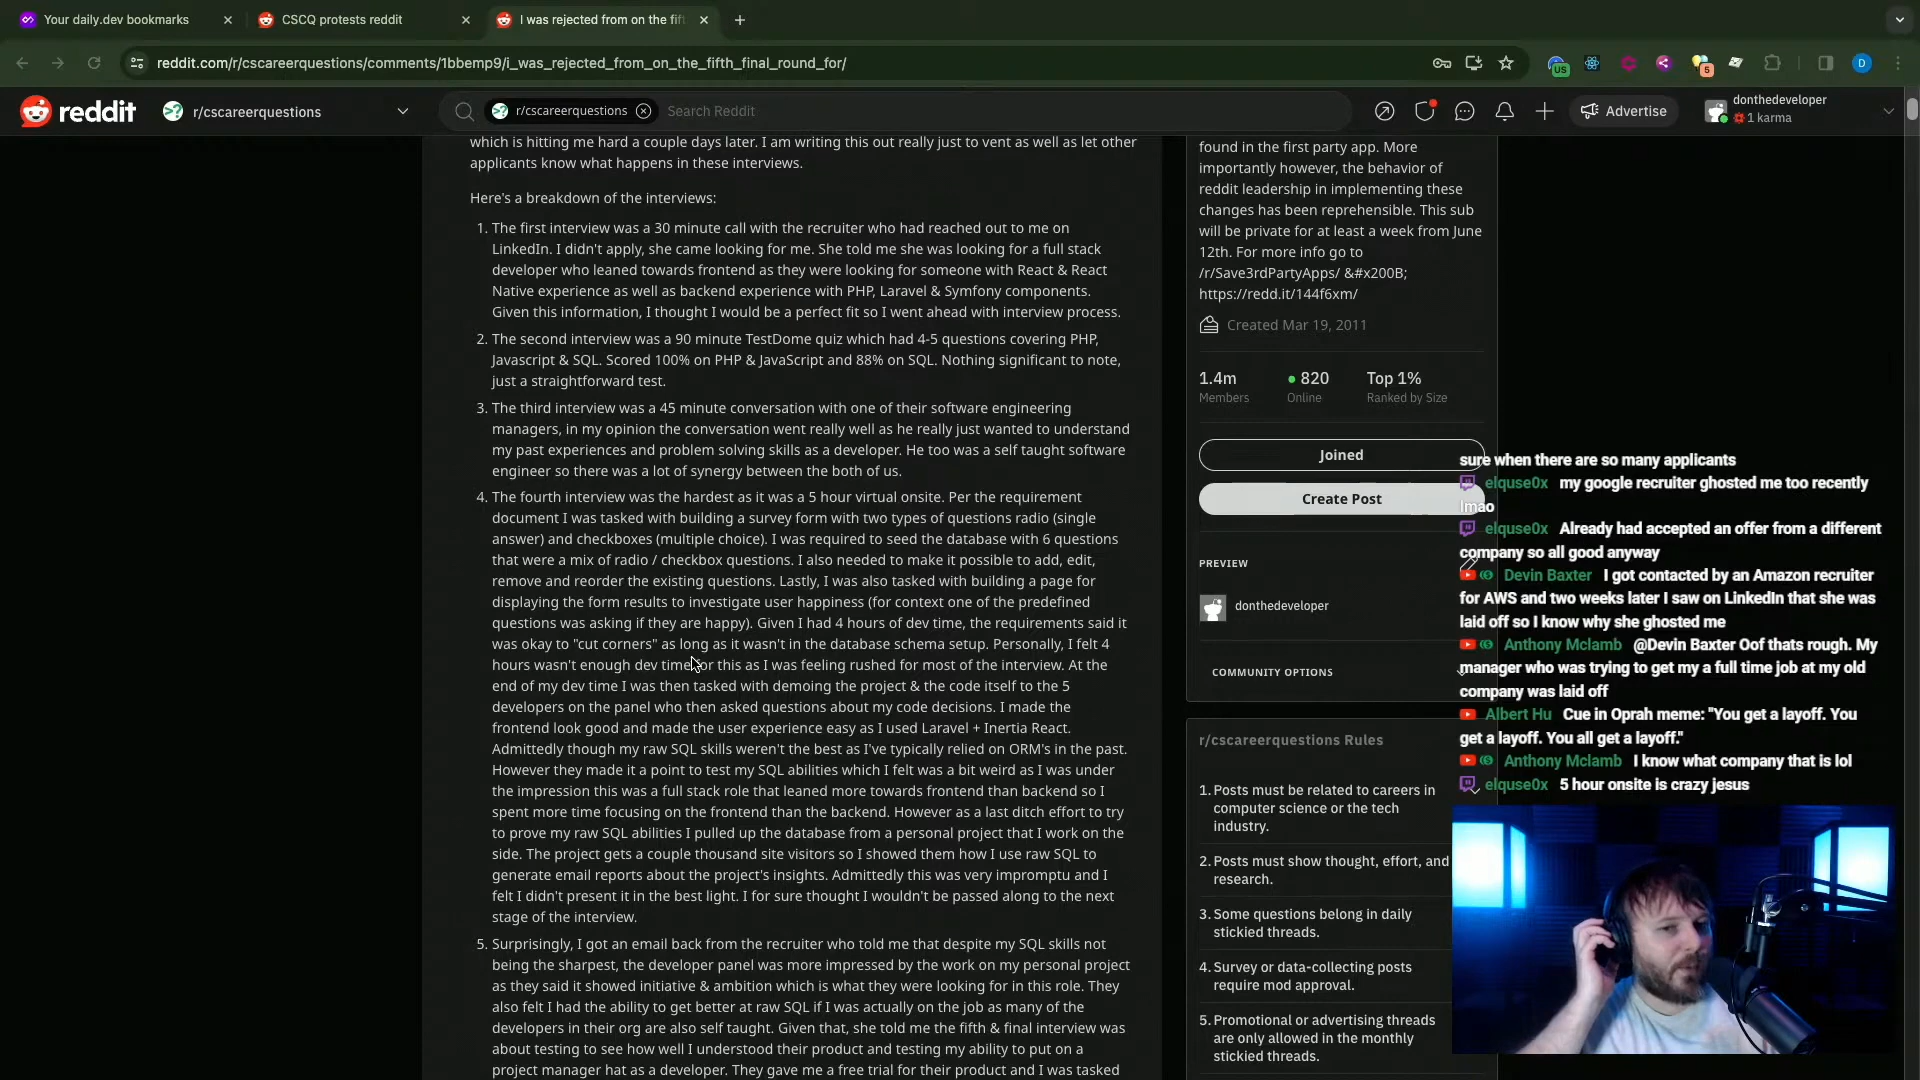 Your daily.dev bookmarks
CSCQ protests reddit
I was rejected from on the fift
reddit.com/r/cscareerquestions/comments/1bbemp9/i_was_rejected_from_on_the_fifth_final_round_for/
US
5
D
reddit
r/cscareerquestions
r/cscareerquestions
Search Reddit
Advertise
donthedeveloper
1 karma
which is hitting me hard a couple days later. I am writing this out really just to vent as well as let other
applicants know what happens in these interviews.
Here's a breakdown of the interviews:
1. The first interview was a 30 minute call with the recruiter who had reached out to me on
LinkedIn. I didn't apply, she came looking for me. She told me she was looking for a full stack
developer who leaned towards frontend as they were looking for someone with React & React
Native experience as well as backend experience with PHP, Laravel & Symfony components.
Given this information, I thought I would be a perfect fit so I went ahead with interview process.
2. The second interview was a 90 minute TestDome quiz which had 4-5 questions covering PHP,
Javascript & SQL. Scored 100% on PHP & JavaScript and 88% on SQL. Nothing significant to note,
just a straightforward test.
3. The third interview was a 45 minute conversation with one of their software engineering
managers, in my opinion the conversation went really well as he really just wanted to understand
my past experiences and problem solving skills as a developer. He too was a self taught software
engineer so there was a lot of synergy between the both of us.
4. The fourth interview was the hardest as it was a 5 hour virtual onsite. Per the requirement
document I was tasked with building a survey form with two types of questions radio (single
answer) and checkboxes (multiple choice). I was required to seed the database with 6 questions
that were a mix of radio / checkbox questions. I also needed to make it possible to add, edit,
remove and reorder the existing questions. Lastly, I was also tasked with building a page for
displaying the form results to investigate user happiness (for context one of the predefined
questions was asking if they are happy). Given I had 4 hours of dev time, the requirements said it
was okay to "cut corners" as long as it wasn't in the database schema setup. Personally, I felt 4
hours wasn't enough dev time for this as I was feeling rushed for most of the interview. At the
end of my dev time I was then tasked with demoing the project & the code itself to the 5
developers on the panel who then asked questions about my code decisions. I made the
frontend look good and made the user experience easy as I used Laravel + Inertia React.
Admittedly though my raw SQL skills weren't the best as I've typically relied on ORM's in the past.
However they made it a point to test my SQL abilities which I felt was a bit weird as I was under
the impression this was a full stack role that leaned more towards frontend than backend so I
spent more time focusing on the frontend than the backend. However as a last ditch effort to try
to prove my raw SQL abilities I pulled up the database from a personal project that I work on the
side. The project gets a couple thousand site visitors so I showed them how I use raw SQL to
generate email reports about the project's insights. Admittedly this was very impromptu and I
felt I didn't present it in the best light. I for sure thought I wouldn't be passed along to the next
stage of the interview.
5. Surprisingly, I got an email back from the recruiter who told me that despite my SQL skills not
being the sharpest, the developer panel was more impressed by the work on my personal project
as they said it showed initiative & ambition which is what they were looking for in this role. They
also felt I had the ability to get better at raw SQL if I was actually on the job as many of the
developers in their org are also self taught. Given that, she told me the fifth & final interview was
about testing to see how well I understood their product and testing my ability to put on a
project manager hat as a developer. They gave me a free trial for their product and I was tasked
found in the first party app. More
importantly however, the behavior of
reddit leadership in implementing these
changes has been reprehensible. This sub
will be private for at least a week from June
12th. For more info go to
/r/Save3rdPartyApps/ &#x200B;
https://redd.it/144f6xm/
Created Mar 19, 2011
1.4m
820
Top 1%
Members
Online
Ranked by Size
Joined
Create Post
PREVIEW
donthedeveloper
COMMUNITY OPTIONS
r/cscareerquestions Rules
1. Posts must be related to careers in
computer science or the tech
industry.
2. Posts must show thought, effort, and
research.
3. Some questions belong in daily
stickied threads.
4. Survey or data-collecting posts
require mod approval.
5. Promotional or advertising threads
are only allowed in the monthly
stickied threads.
sure when there are so many applicants
elquse0x my google recruiter ghosted me too recently
lmao
elquse0x Already had accepted an offer from a different
company so all good anyway
Devin Baxter I got contacted by an Amazon recruiter
for AWS and two weeks later I saw on LinkedIn that she was
laid off so I know why she ghosted me
Anthony Mclamb @Devin Baxter Oof thats rough. My
manager who was trying to get my a full time job at my old
company was laid off
Albert Hu Cue in Oprah meme: "You get a layoff. You
get a layoff. You all get a layoff."
Anthony Mclamb I know what company that is lol
elquse0x 5 hour onsite is crazy jesus